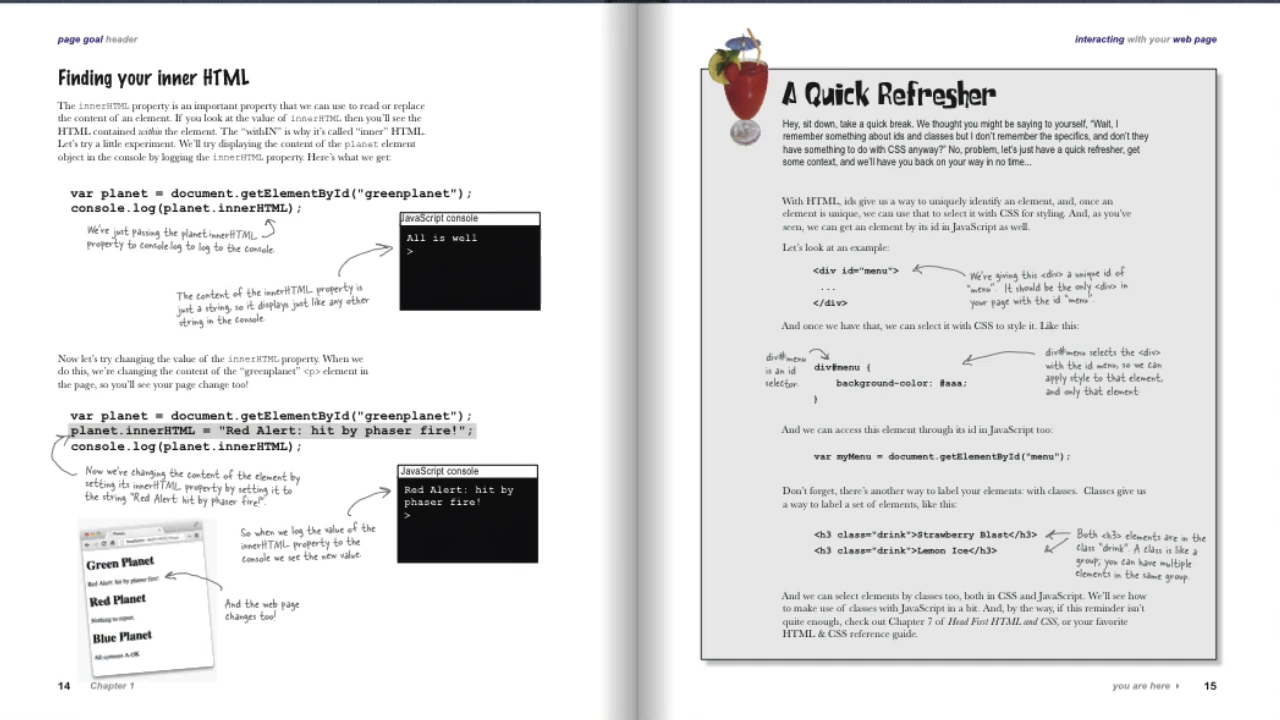 page goal header
Finding your inner HTML
The innerHTML property is an important property that we can use to read or replace
the content of an element. If you look at the value of innerHTML then you'll see the
HTML contained within the element. The "withIN" is why it's called "inner" HTML.
Let's try a little experiment. We'll try displaying the content of the planet element
object in the console by logging the innerHTML property. Here's what we get:
var planet = document.getElementById("greenplanet");
console.log(planet.innerHTML);
We're just passing the planet.innerHTML
property to console.log to log to the console.
JavaScript console
All is well
>
The content of the innerHTML property is
just a string, so it displays just like any other
string in the console.
Now let's try changing the value of the innerHTML property. When we
do this, we're changing the content of the "greenplanet" <p> element in
the page, so you'll see your page change too!
var planet = document.getElementById("greenplanet");
planet.innerHTML = "Red Alert: hit by phaser fire!";
console.log(planet.innerHTML);
Now we're changing the content of the element by
setting its innerHTML property by setting it to
the string "Red Alert: hit by phaser fire!".
JavaScript console
Red Alert: hit by
phaser fire!
>
So when we log the value of the
innerHTML property to the
console we see the new value.
Green Planet
Red Alert: hit by phaser fire!
Red Planet
Nothing to report.
Blue Planet
All systems A-OK
And the web page
changes too!
14 Chapter 1
interacting with your web page
A Quick Refresher
Hey, sit down, take a quick break. We thought you might be saying to yourself, "Wait, I
remember something about ids and classes but I don't remember the specifics, and don't they
have something to do with CSS anyway?" No, problem, let's just have a quick refresher, get
some context, and we'll have you back on your way in no time...
With HTML, ids give us a way to uniquely identify an element, and, once an
element is unique, we can use that to select it with CSS for styling. And, as you've
seen, we can get an element by its id in JavaScript as well.
Let's look at an example:
<div id="menu">
...
</div>
We're giving this <div> a unique id of
"menu". It should be the only <div> in
your page with the id "menu".
And once we have that, we can select it with CSS to style it. Like this:
div#menu
is an id
selector.
div#menu {
background-color: #aaa;
}
div#menu selects the <div>
with the id menu, so we can
apply style to that element,
and only that element.
And we can access this element through its id in JavaScript too:
var myMenu = document.getElementById("menu");
Don't forget, there's another way to label your elements: with classes. Classes give us
a way to label a set of elements, like this:
<h3 class="drink">Strawberry Blast</h3>
<h3 class="drink">Lemon Ice</h3>
Both <h3> elements are in the
class "drink". A class is like a
group; you can have multiple
elements in the same group.
And we can select elements by classes too, both in CSS and JavaScript. We'll see how
to make use of classes with JavaScript in a bit. And, by the way, if this reminder isn't
quite enough, check out Chapter 7 of Head First HTML and CSS, or your favorite
HTML & CSS reference guide.
you are here 15